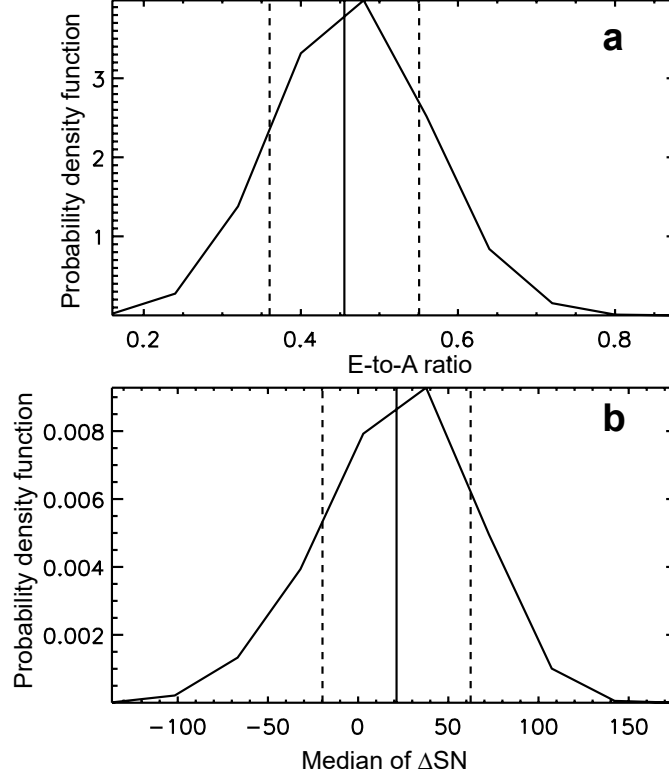 a
Probability density function
3
2
1
0.2 0.4 0.6 0.8
E-to-A ratio
b
Probability density function
0.008
0.006
0.004
0.002
−100 −50 0 50 100 150
Median of ΔSN